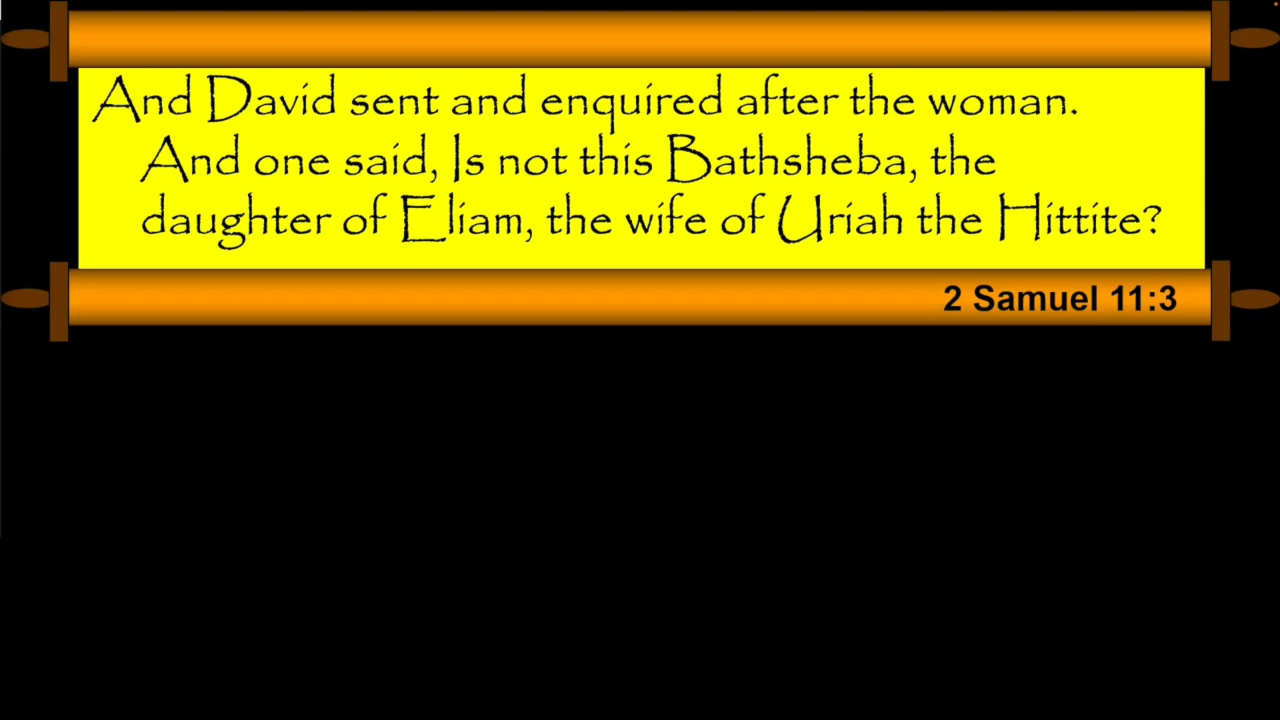 And David sent and enquired after the woman.
And one said, Is not this Bathsheba, the
daughter of Eliam, the wife of Uriah the Hittite?
2 Samuel 11:3